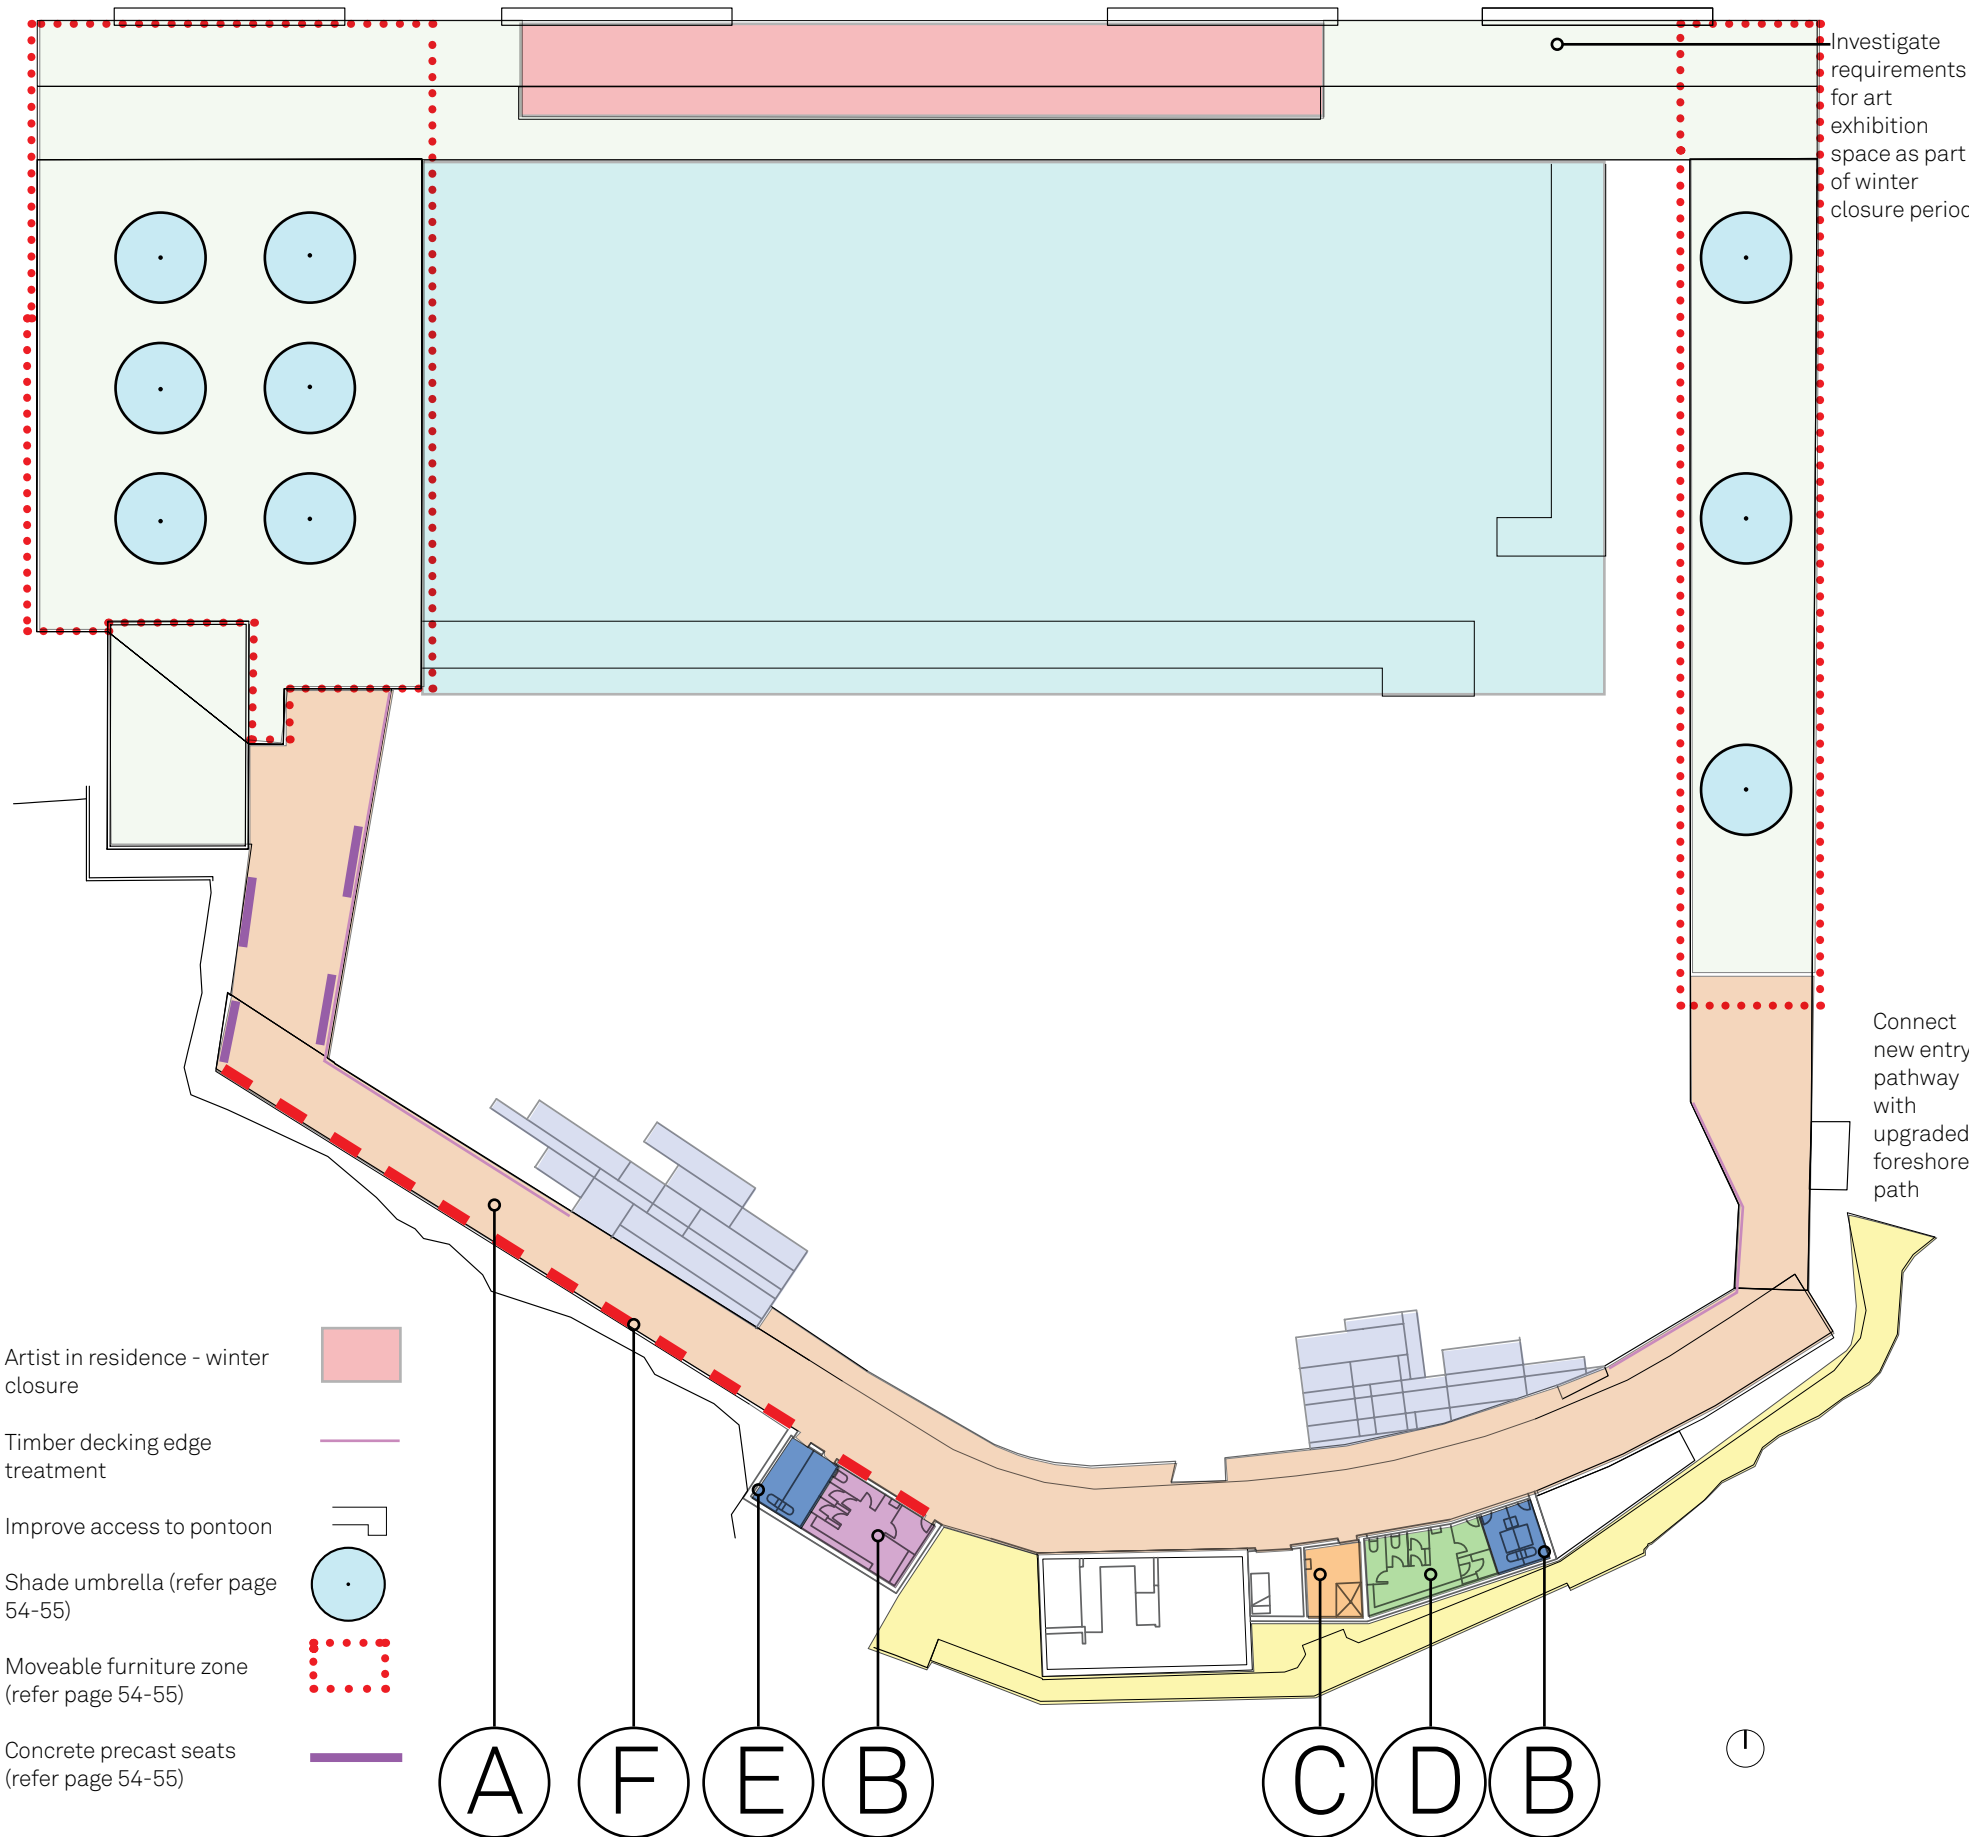 Investigate
requirements
for art
exhibition
space as part
of winter
closure period
Connect
new entry
pathway
with
upgraded
foreshore
path
Artist in residence - winter
closure
Timber decking edge
treatment
Improve access to pontoon
Shade umbrella (refer page
54-55)
Moveable furniture zone
(refer page 54-55)
Concrete precast seats
(refer page 54-55)
A
F
E
B
C
D
B